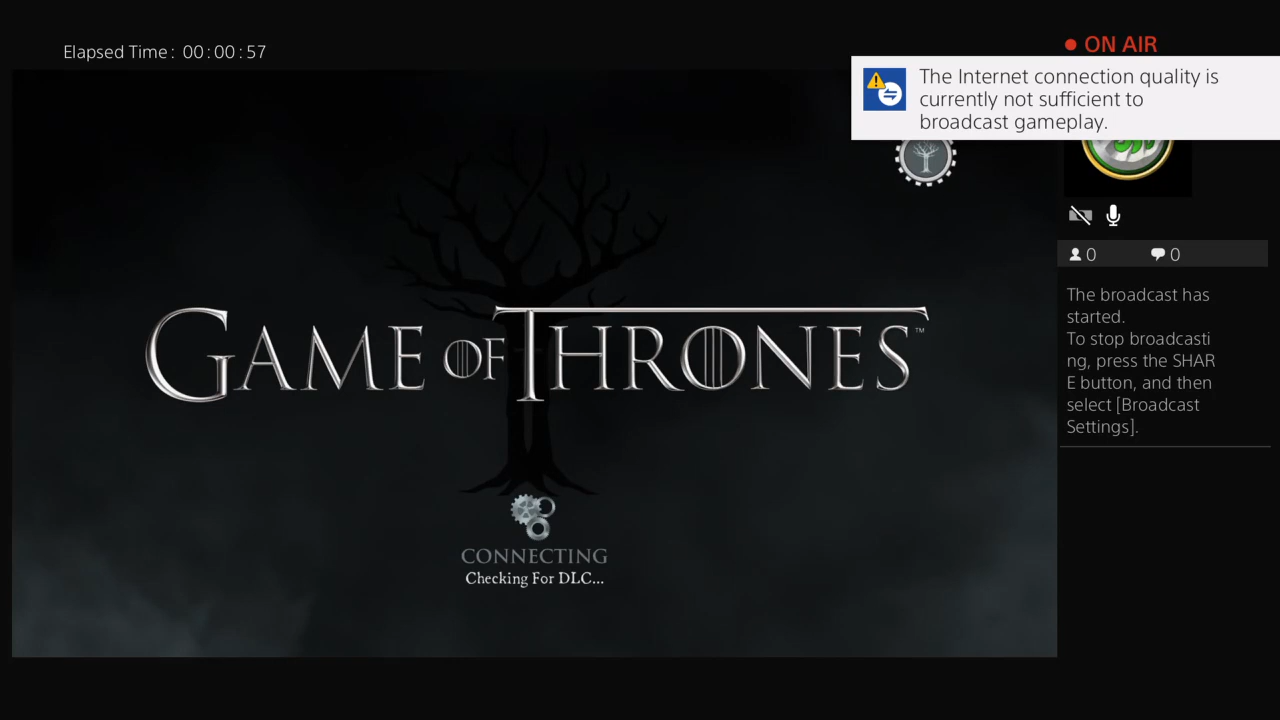 Elapsed Time: 00:00:57
ON AIR
The Internet connection quality is
currently not sufficient to
broadcast gameplay.
0 0
The broadcast has
started.
To stop broadcasti
ng, press the SHAR
E button, and then
select [Broadcast
Settings].
GAME OF THRONES™
CONNECTING
Checking For DLC...